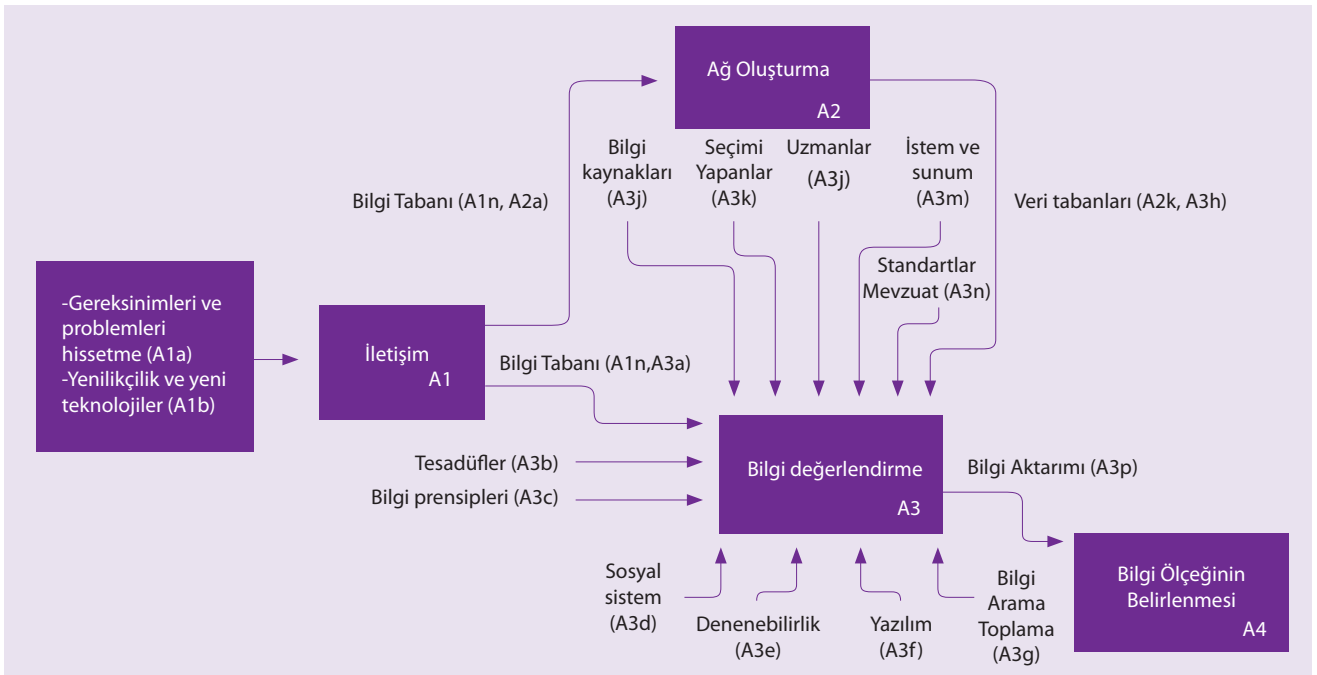 Ağ Oluşturma
A2
Bilgi
kaynakları
(A3j)
Seçimi
Yapanlar
(A3k)
Uzmanlar
(A3j)
İstem ve
sunum
(A3m)
Bilgi Tabanı (A1n, A2a)
Veri tabanları (A2k, A3h)
Standartlar
Mevzuat (A3n)
-Gereksinimleri ve
problemleri
hissetme (A1a)
-Yenilikçilik ve yeni
teknolojiler (A1b)
İletişim
A1
Bilgi Tabanı (A1n,A3a)
Tesadüfler (A3b)
Bilgi prensipleri (A3c)
Bilgi değerlendirme
A3
Bilgi Aktarımı (A3p)
Sosyal
sistem
(A3d)
Denenebilirlik
(A3e)
Yazılım
(A3f)
Bilgi
Arama
Toplama
(A3g)
Bilgi Ölçeğinin
Belirlenmesi
A4